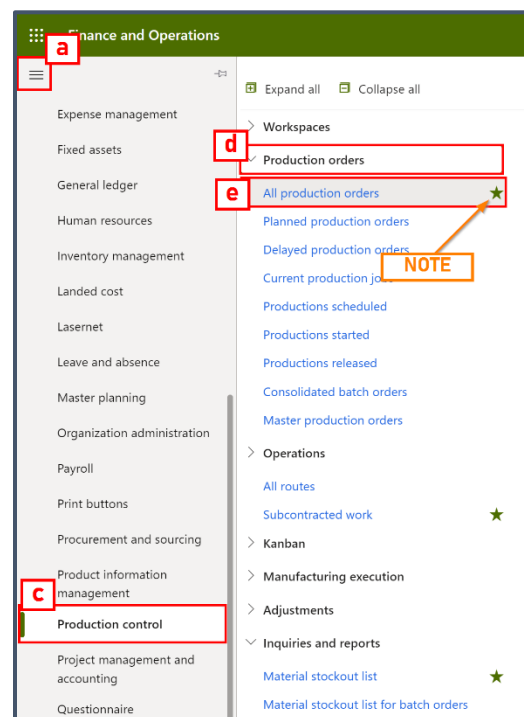 Finance and Operations
a
Expand all
Collapse all
Expense management
Fixed assets
General ledger
Human resources
Inventory management
Landed cost
Lasernet
Leave and absence
Master planning
Organization administration
Payroll
Print buttons
Procurement and sourcing
Product information
management
c
Production control
Project management and
accounting
Questionnaire
Workspaces
d
Production orders
e
All production orders
Planned production orders
Delayed production orders
NOTE
Current production
Productions scheduled
Productions started
Productions released
Consolidated batch orders
Master production orders
Operations
All routes
Subcontracted work
Kanban
Manufacturing execution
Adjustments
Inquiries and reports
Material stockout list
Material stockout list for batch orders